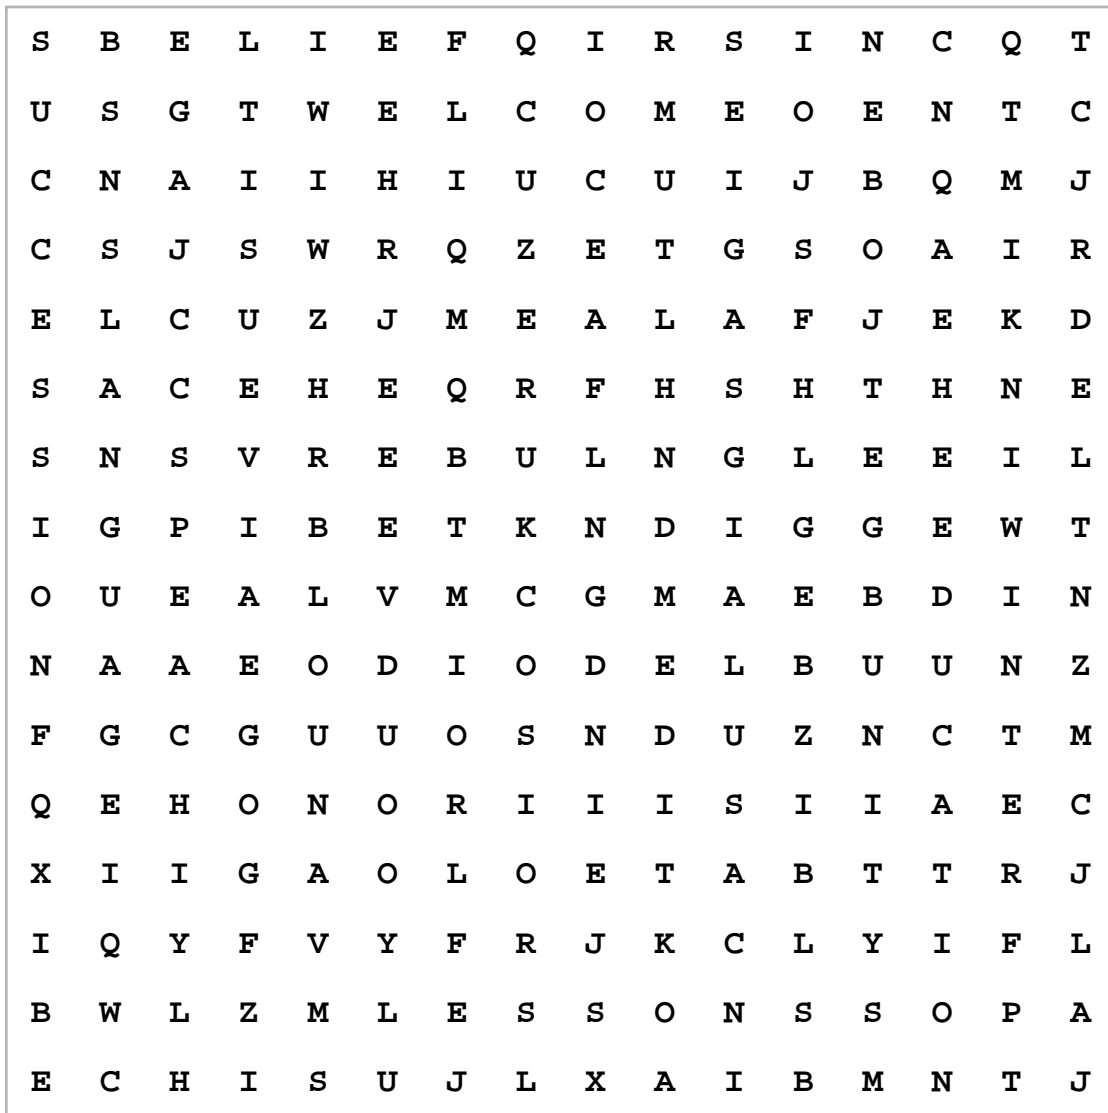 S B E L I E F Q I R S I N C Q T
U S G T W E L C O M E O E N T C
C N A I I H I U C U I J B Q M J
C S J S W R Q Z E T G S O A I R
E L C U Z J M E A L A F J E K D
S A C E H E Q R F H S H T H N E
S N S V R E B U L N G L E E I L
I G P I B E T K N D I G G E W T
O U E A L V M C G M A E B D I N
N A A E O D I O D E L B U U N Z
F G C G U U O S N D U Z N C T M
Q E H O N O R I I I S I I A E C
X I I G A O L O E T A B T T R J
I Q Y F V Y F R J K C L Y I F L
B W L Z M L E S S O N S S O P A
E C H I S U J L X A I B M N T J